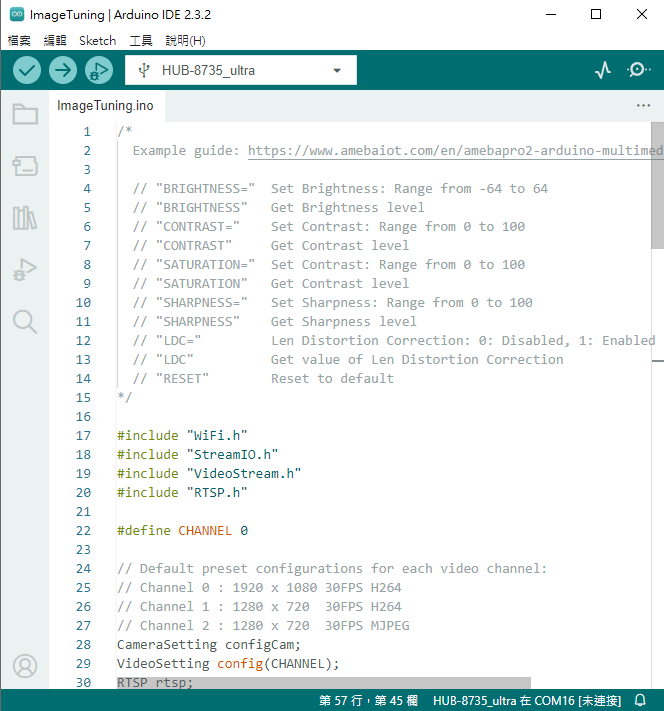 ImageTuning | Arduino IDE 2.3.2
檔案 編輯 Sketch 工具 說明(H)
HUB-8735_ultra
ImageTuning.ino
1 /*
2 Example guide: https://www.amebaiot.com/en/amebapro2-arduino-multimed
3
4 // "BRIGHTNESS=" Set Brightness: Range from -64 to 64
5 // "BRIGHTNESS" Get Brightness level
6 // "CONTRAST=" Set Contrast: Range from 0 to 100
7 // "CONTRAST" Get Contrast level
8 // "SATURATION=" Set Contrast: Range from 0 to 100
9 // "SATURATION" Get Contrast level
10 // "SHARPNESS=" Set Sharpness: Range from 0 to 100
11 // "SHARPNESS" Get Sharpness level
12 // "LDC=" Len Distortion Correction: 0: Disabled, 1: Enabled
13 // "LDC" Get value of Len Distortion Correction
14 // "RESET" Reset to default
15 */
16
17 #include "WiFi.h"
18 #include "StreamIO.h"
19 #include "VideoStream.h"
20 #include "RTSP.h"
21
22 #define CHANNEL 0
23
24 // Default preset configurations for each video channel:
25 // Channel 0 : 1920 x 1080 30FPS H264
26 // Channel 1 : 1280 x 720 30FPS H264
27 // Channel 2 : 1280 x 720 30FPS MJPEG
28 CameraSetting configCam;
29 VideoSetting config(CHANNEL);
30 RTSP rtsp;
第 57 行，第 45 欄 HUB-8735_ultra 在 COM16 [未連接]